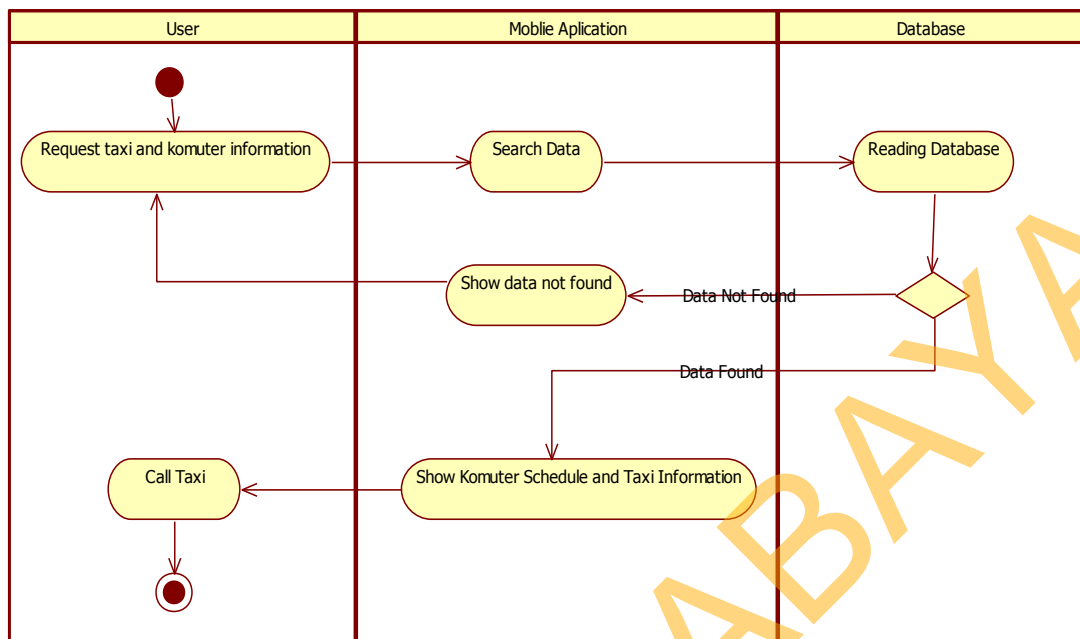 User
Moblie Aplication
Database
Request taxi and komuter information
Search Data
Reading Database
Show data not found
Data Not Found
Data Found
Call Taxi
Show Komuter Schedule and Taxi Information
ABAYA